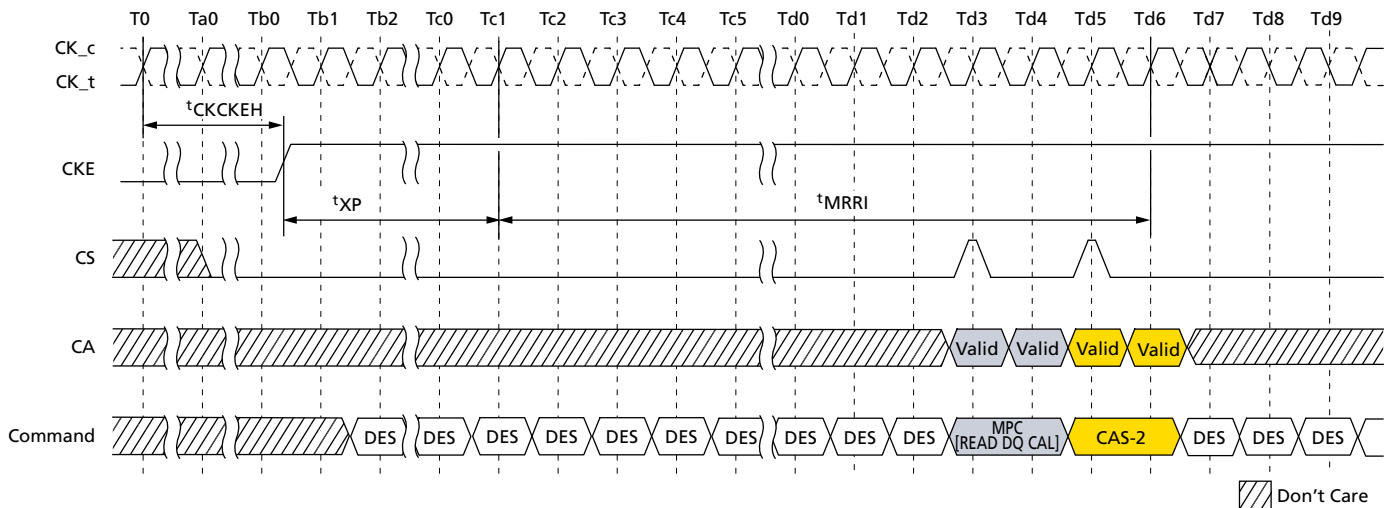 T0 Ta0 Tb0 Tb1 Tb2 Tc0 Tc1 Tc2 Tc3 Tc4 Tc5 Td0 Td1 Td2 Td3 Td4 Td5 Td6 Td7 Td8 Td9
CK_c
CK_t
tCKCKEH
CKE
tXP tMRRI
CS
CA Valid Valid Valid Valid
Command DES DES DES DES DES DES DES DES DES DES MPC [READ DQ CAL] CAS-2 DES DES DES
Don't Care